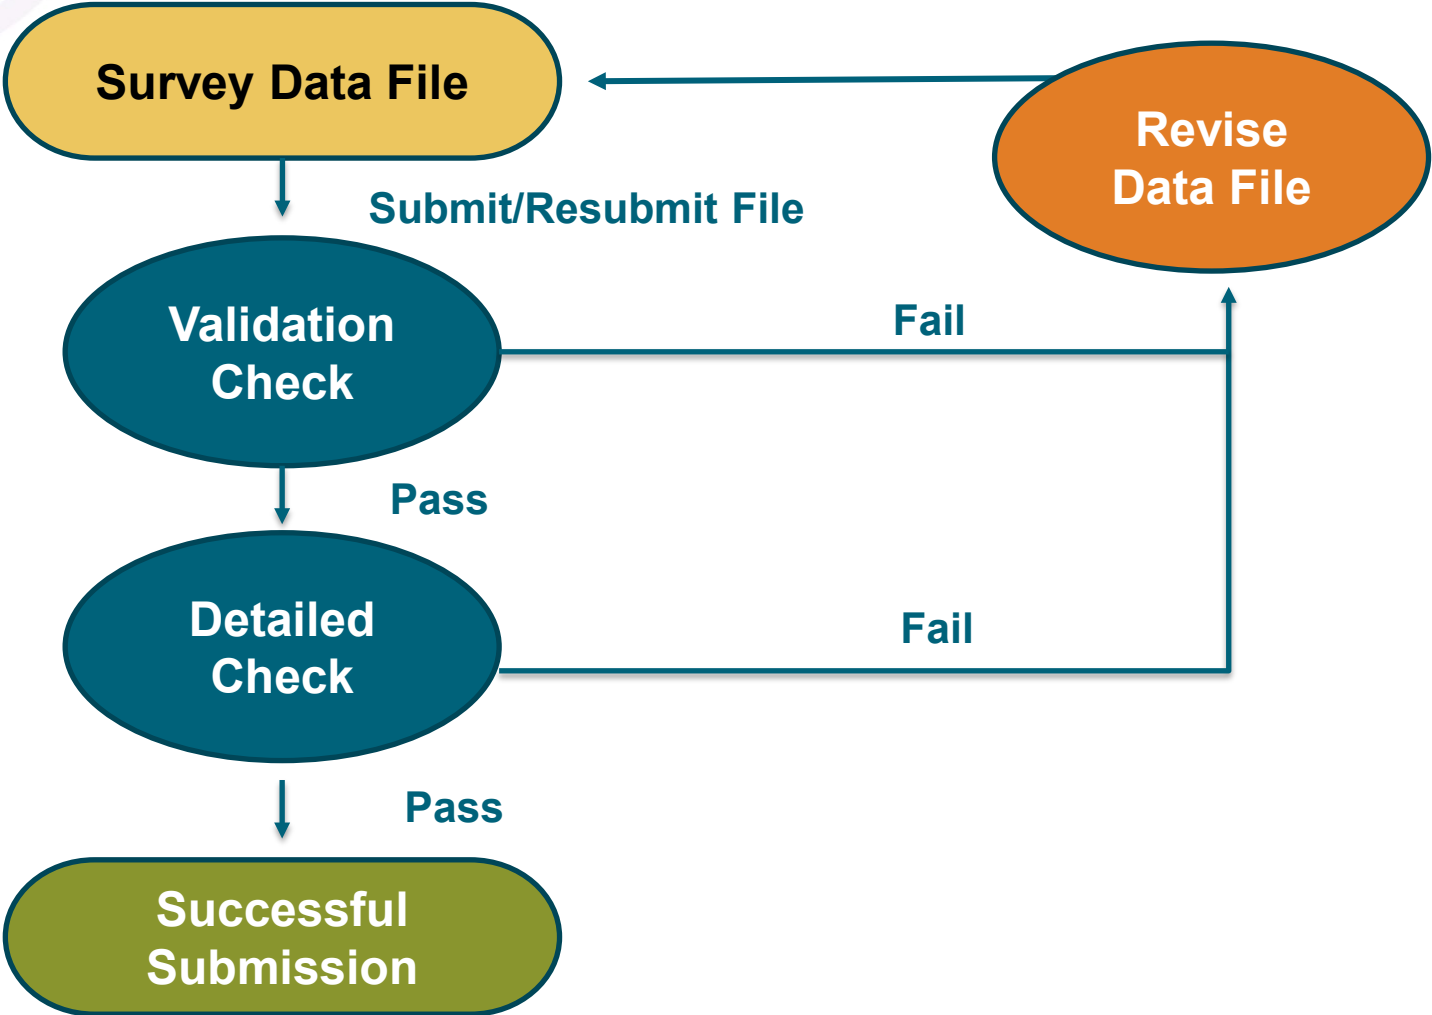 Survey Data File
Revise
Data File
Submit/Resubmit File
Validation
Check
Fail
Pass
Detailed
Check
Fail
Pass
Successful
Submission